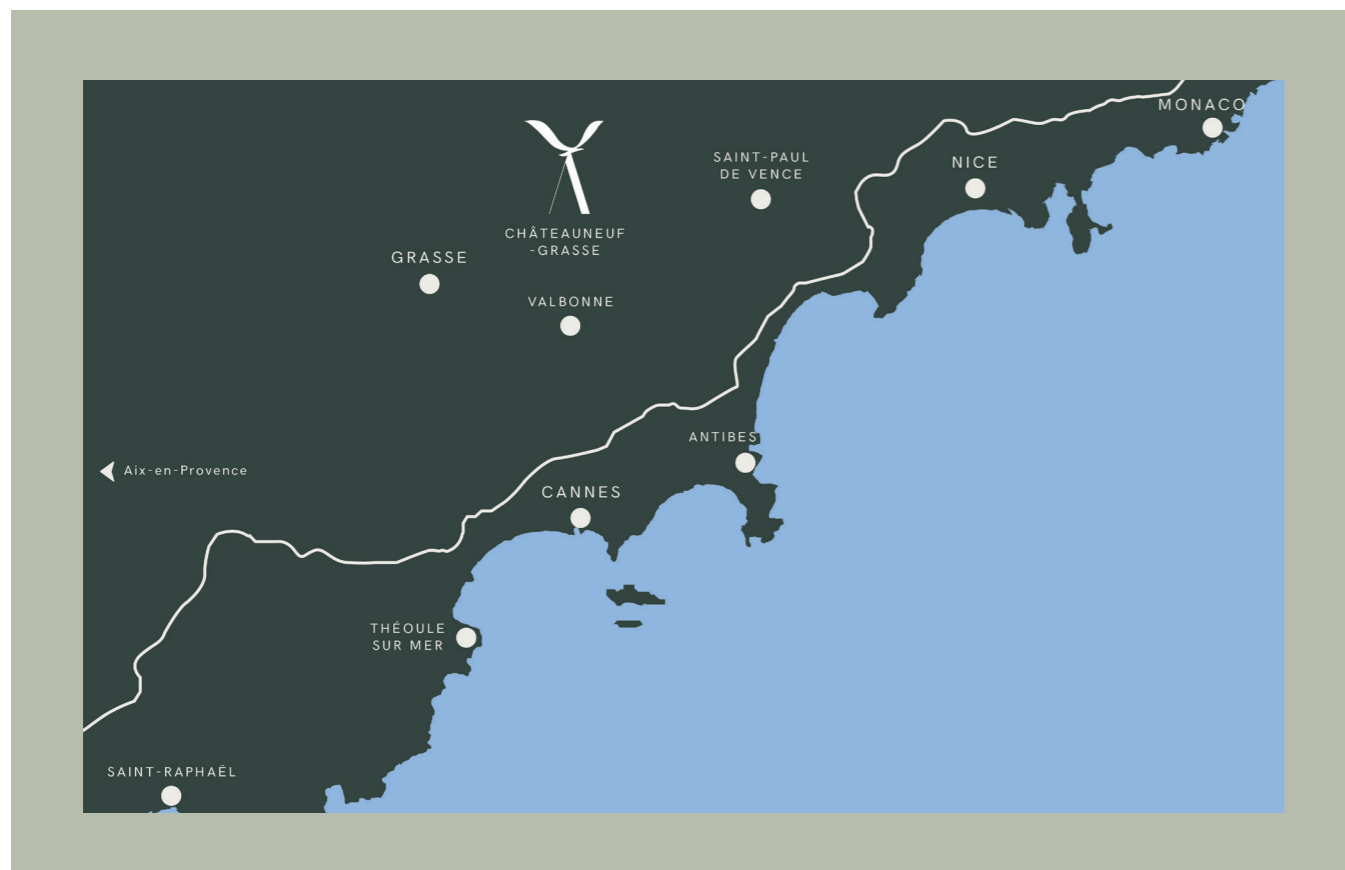 MONACO
SAINT-PAUL
DE VENCE
NICE
CHÂTEAUNEUF
-GRASSE
GRASSE
VALBONNE
ANTIBES
Aix-en-Provence
CANNES
THÉOULE
SUR MER
SAINT-RAPHAËL